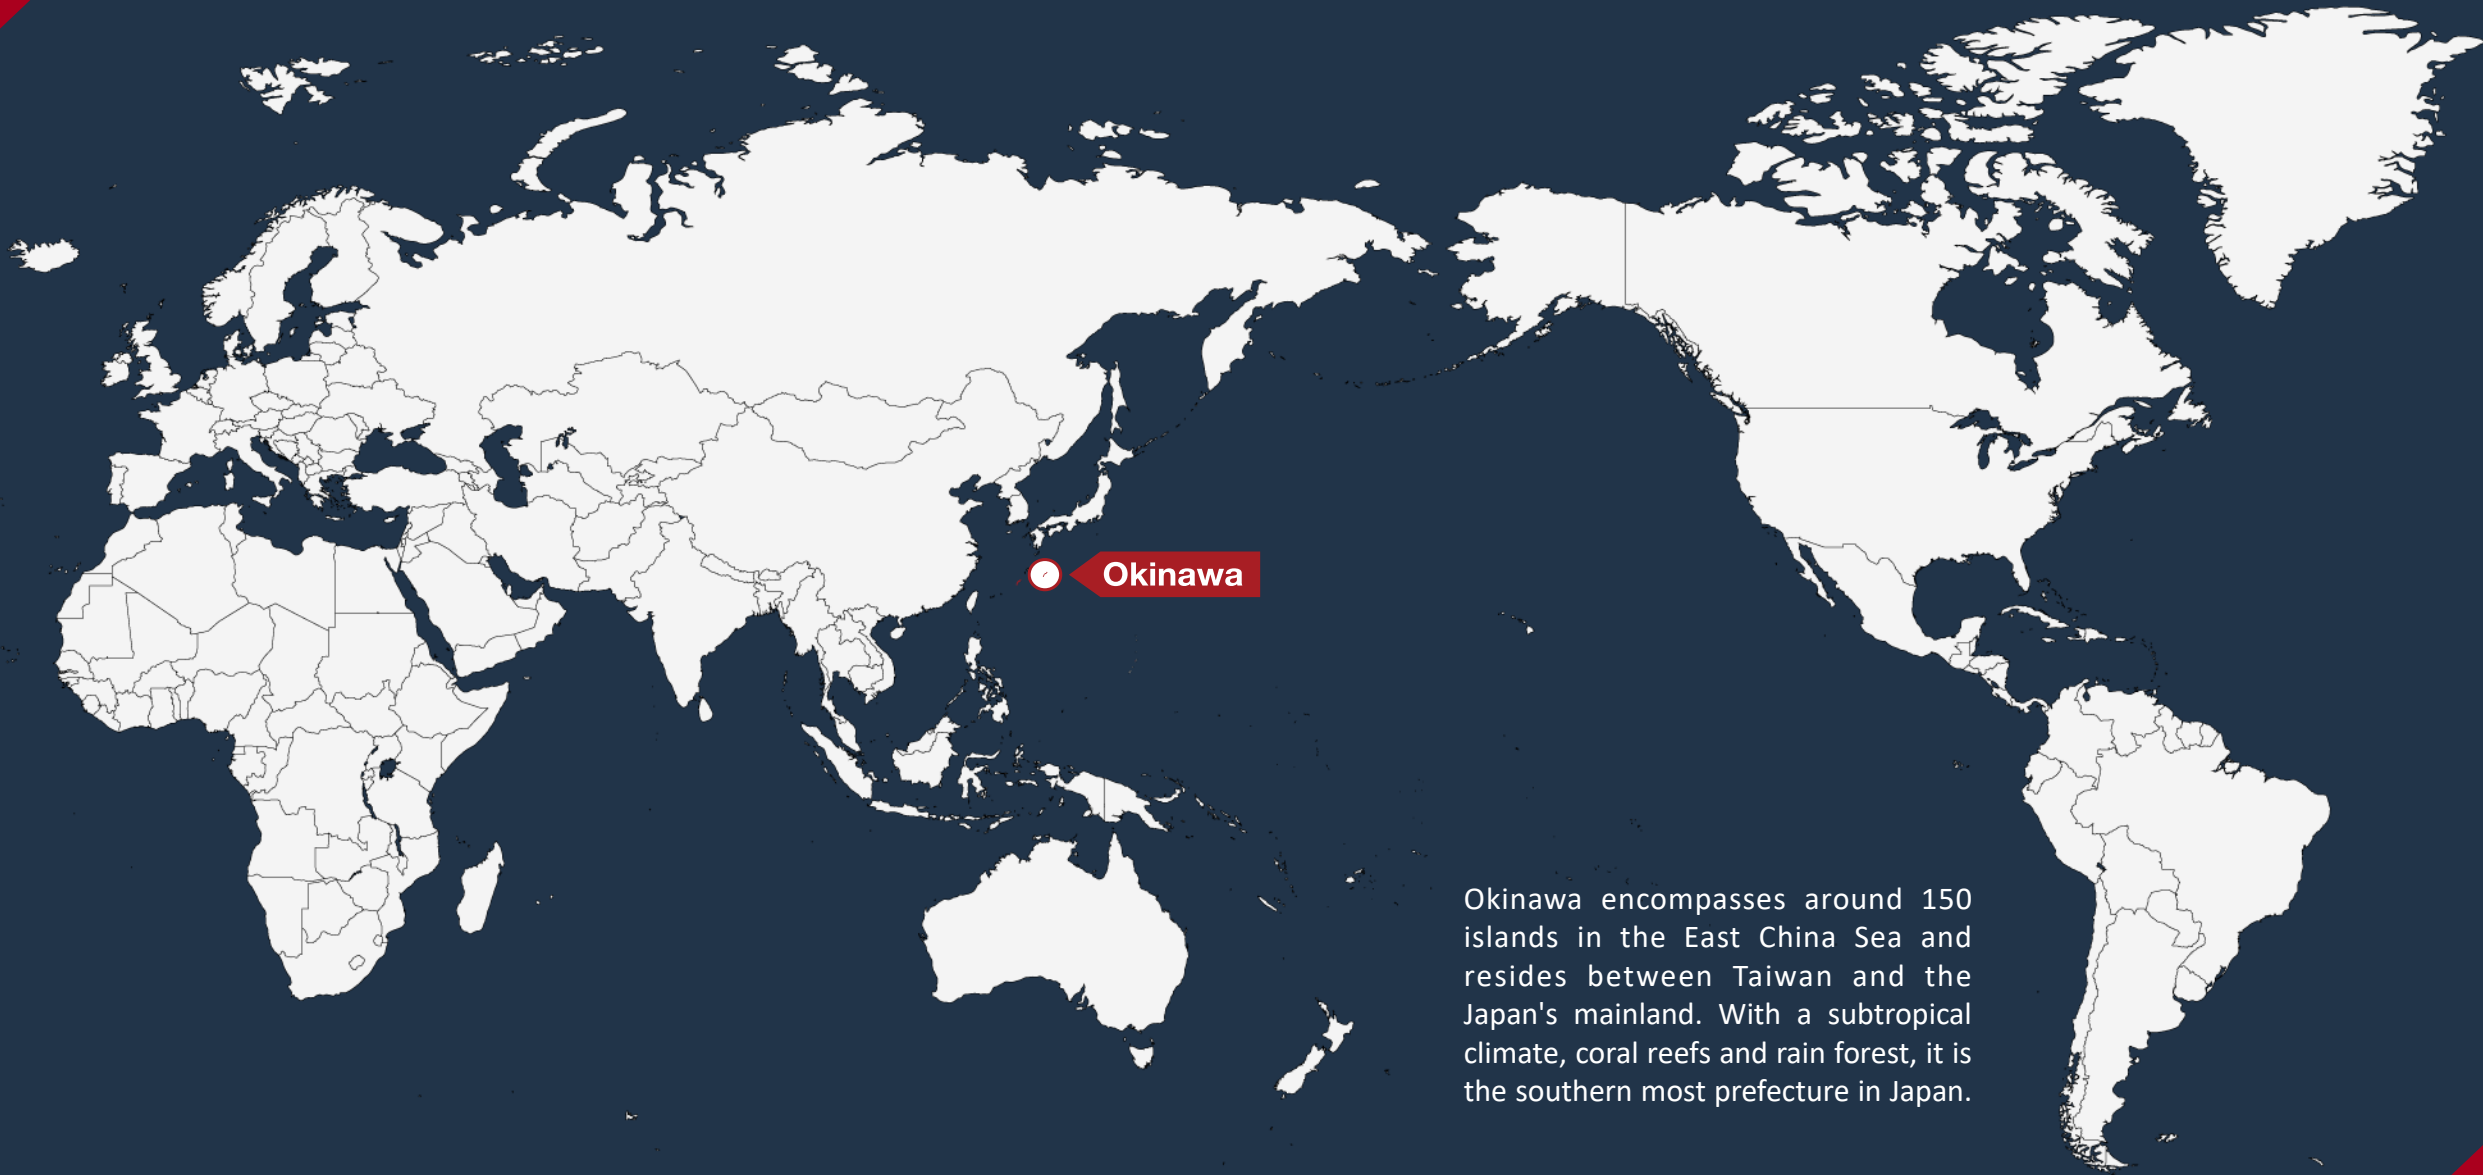 Okinawa
Okinawa encompasses around 150
islands in the East China Sea and
resides between Taiwan and the
Japan's mainland. With a subtropical
climate, coral reefs and rain forest, it is
the southern most prefecture in Japan.